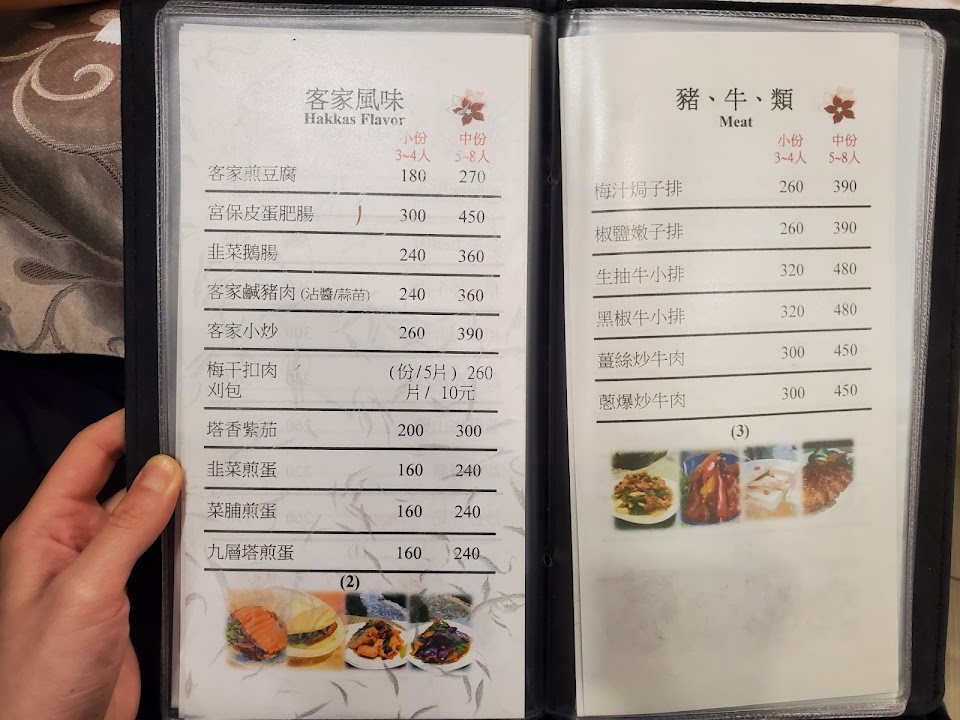 客家風味
Hakkas Flavor
小份 中份
3~4人 5~8人
客家煎豆腐 180 270
宮保皮蛋肥腸 300 450
韭菜鵝腸 240 360
客家鹹豬肉 (沾醬/蒜苗) 240 360
客家小炒 260 390
梅干扣肉 (份/5片) 260
刈包 片/ 10元
塔香紫茄 200 300
韭菜煎蛋 160 240
菜脯煎蛋 160 240
九層塔煎蛋 160 240
(2)
豬、牛、類
Meat
小份 中份
3~4人 5~8人
梅汁焗子排 260 390
椒鹽嫩子排 260 390
生抽牛小排 320 480
黑椒牛小排 320 480
薑絲炒牛肉 300 450
蔥爆炒牛肉 300 450
(3)